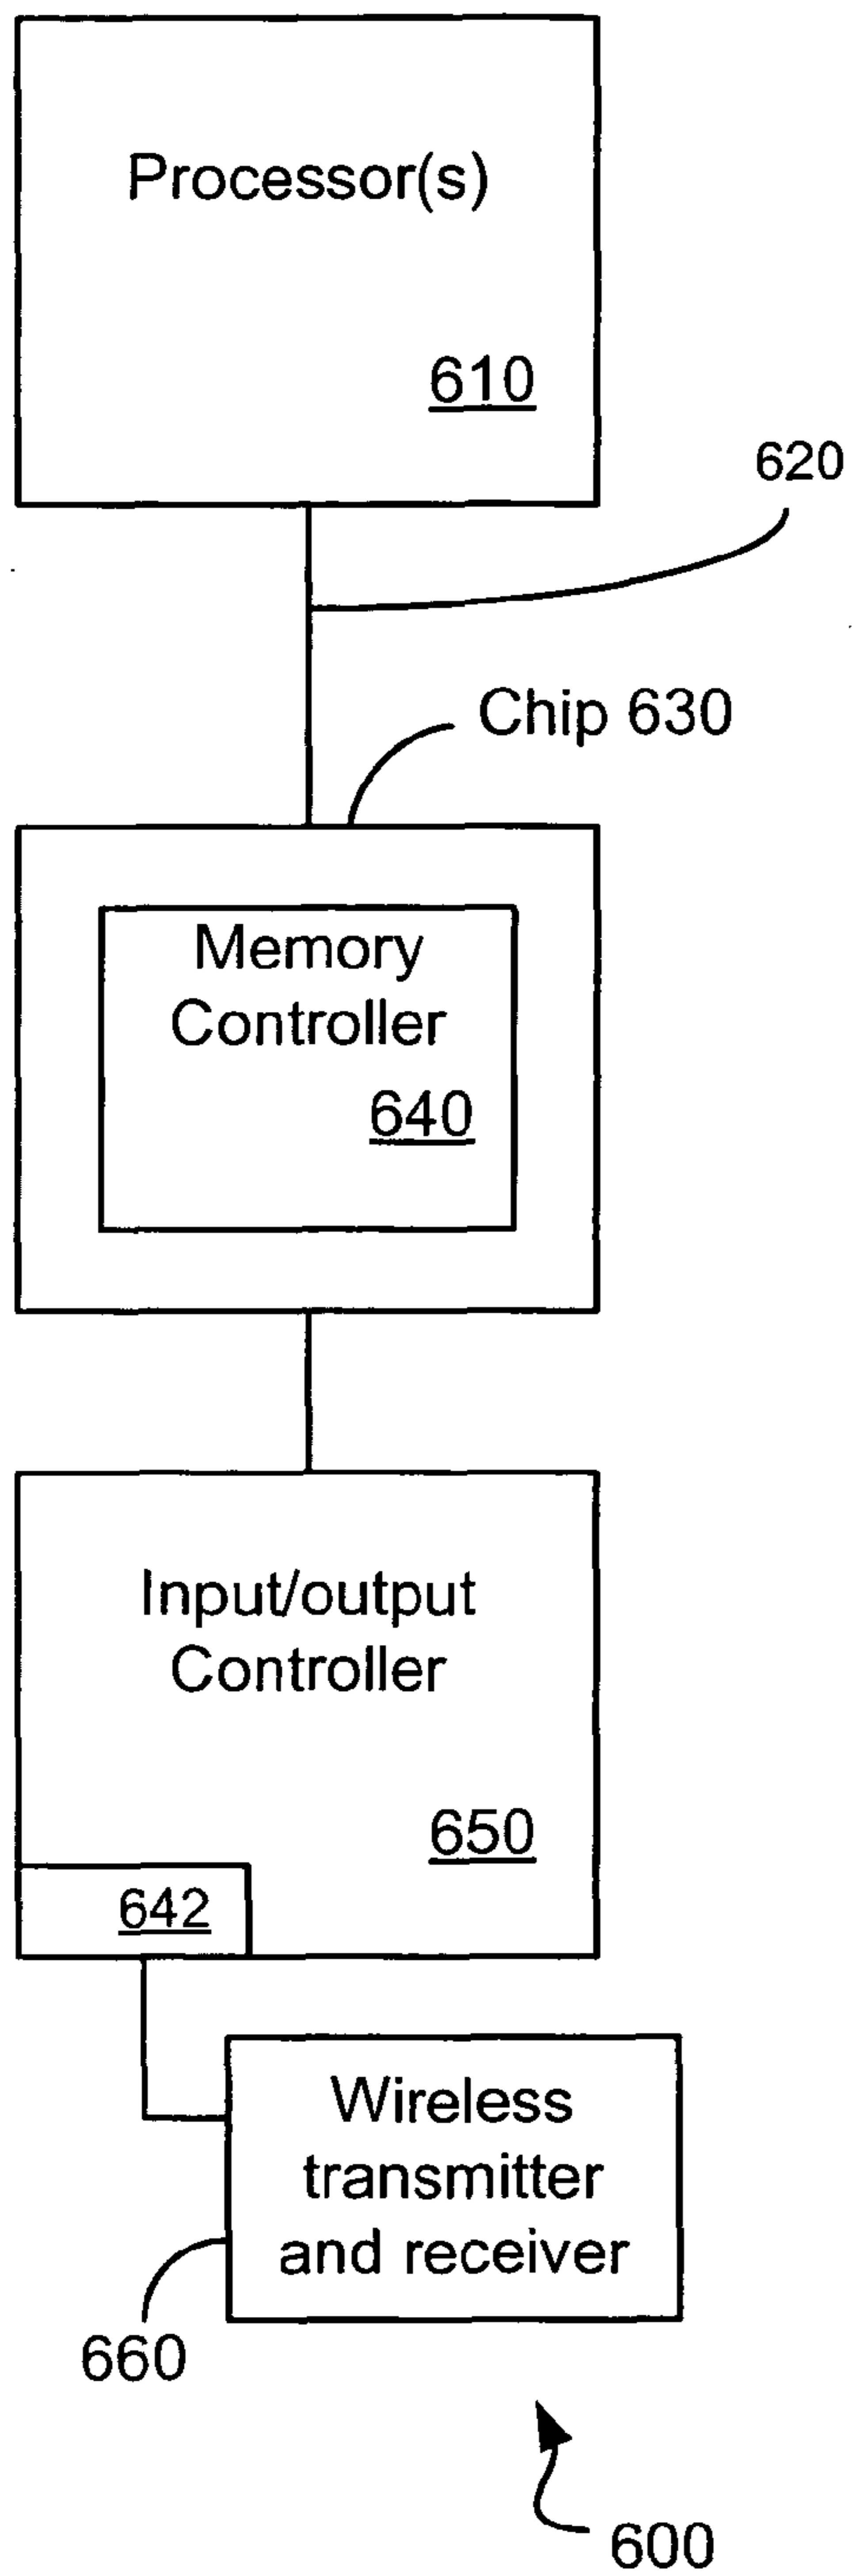 Processor(s)
610
620
Chip 630
Memory
Controller
640
Input/output
Controller
650
642
Wireless
transmitter
and receiver
660
600